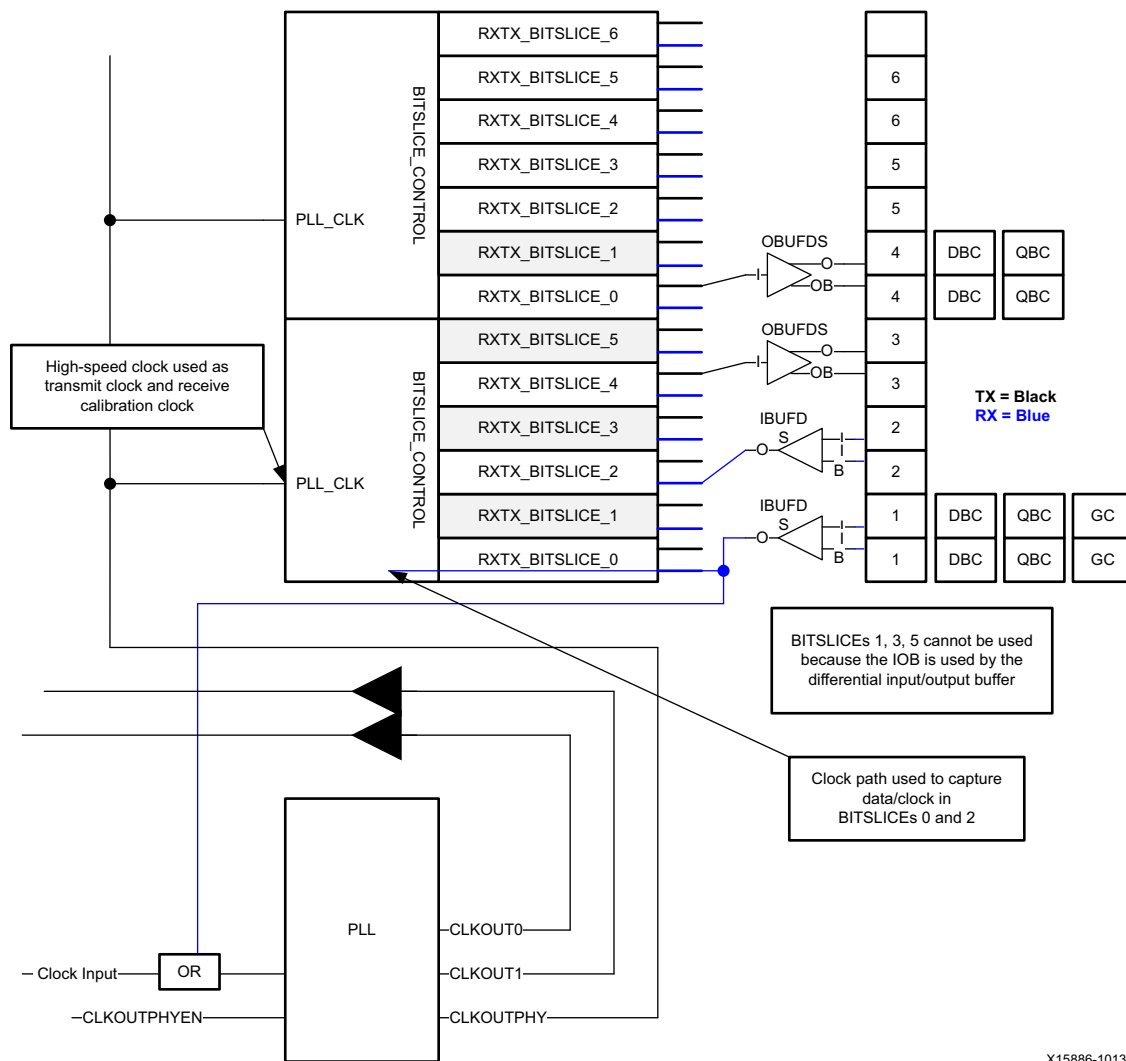 RXTX_BITSLICE_6
RXTX_BITSLICE_5
RXTX_BITSLICE_4
RXTX_BITSLICE_3
RXTX_BITSLICE_2
RXTX_BITSLICE_1
RXTX_BITSLICE_0
BITSLICE_CONTROL
PLL_CLK
RXTX_BITSLICE_5
RXTX_BITSLICE_4
RXTX_BITSLICE_3
RXTX_BITSLICE_2
RXTX_BITSLICE_1
RXTX_BITSLICE_0
BITSLICE_CONTROL
PLL_CLK
High-speed clock used as
transmit clock and receive
calibration clock
OBUFDS
I
O
OB
OBUFDS
I
O
OB
IBUFD
S
O
I
I
B
IBUFD
S
O
I
I
B
6
6
5
5
4
DBC
QBC
4
DBC
QBC
3
3
2
2
1
DBC
QBC
GC
1
DBC
QBC
GC
TX = Black
RX = Blue
BITSLICEs 1, 3, 5 cannot be used
because the IOB is used by the
differential input/output buffer
Clock path used to capture
data/clock in
BITSLICEs 0 and 2
PLL
CLKOUT0
CLKOUT1
CLKOUTPHY
Clock Input
OR
CLKOUTPHYEN
X15886-1013